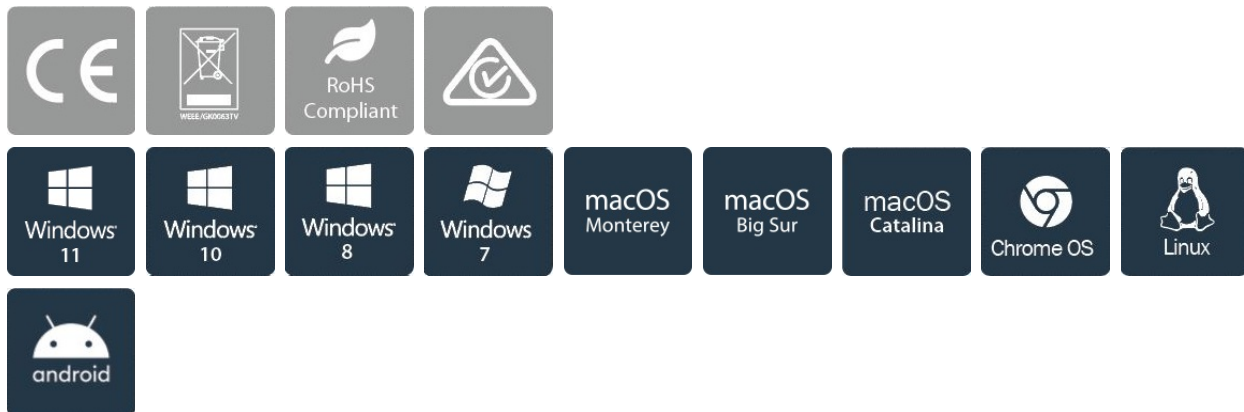 CE
WEEE/GK0083TV
RoHS
Compliant
Windows
11
Windows
10
Windows
8
Windows
7
macOS
Monterey
macOS
Big Sur
macOS
Catalina
Chrome OS
Linux
android